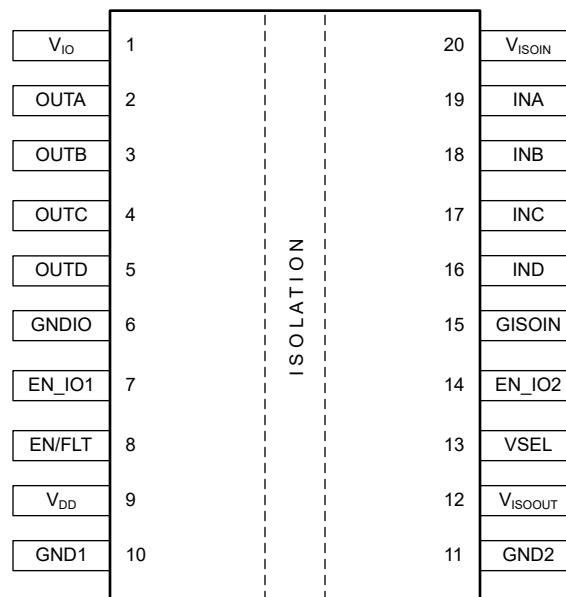 V_IO 1 20 V_ISOIN
OUTA 2 19 INA
OUTB 3 18 INB
OUTC 4 17 INC
OUTD 5 16 IND
GNDIO 6 15 GISOIN
EN_IO1 7 14 EN_IO2
EN/FLT 8 13 VSEL
V_DD 9 12 V_ISOOUT
GND1 10 11 GND2
ISOLATION